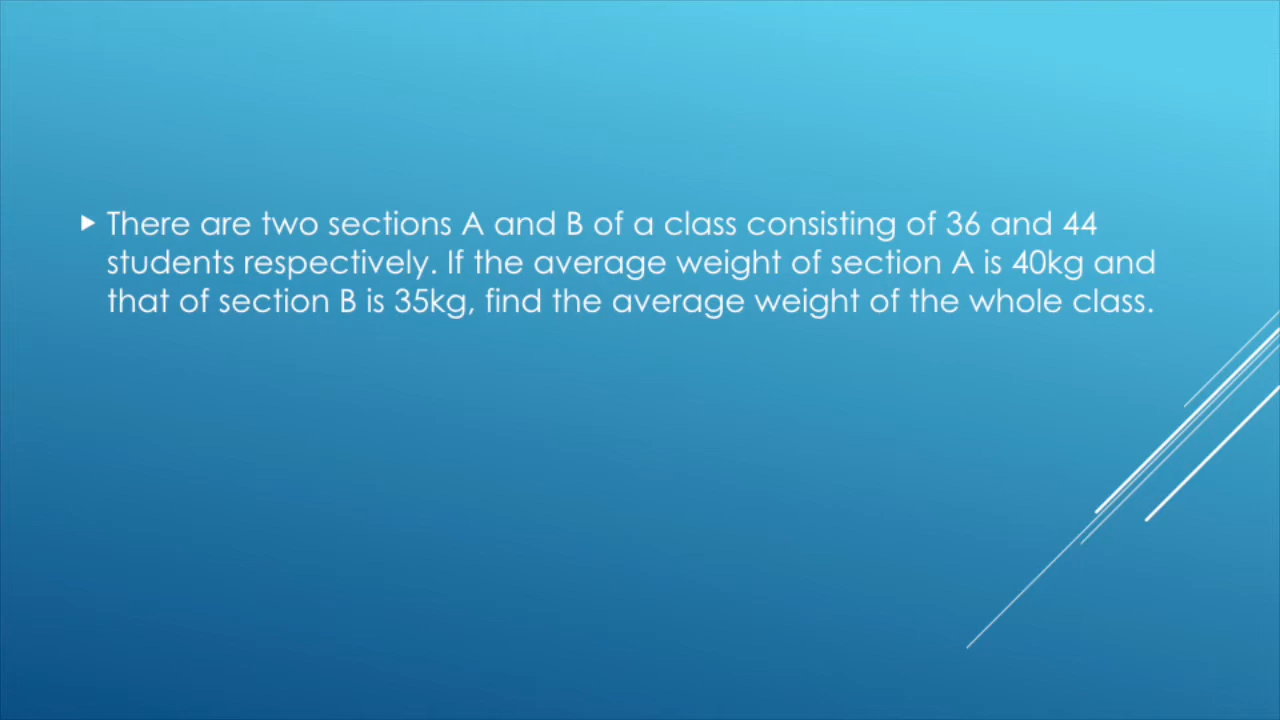 There are two sections A and B of a class consisting of 36 and 44
students respectively. If the average weight of section A is 40kg and
that of section B is 35kg, find the average weight of the whole class.